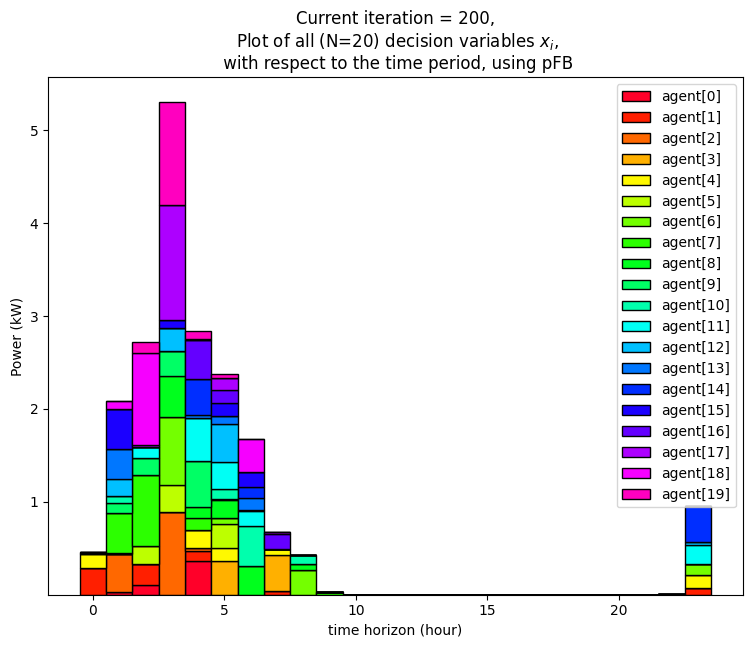 Current iteration = 200,
Plot of all (N=20) decision variables x_i,
with respect to the time period, using pFB
Power (kW)
5
4
3
2
1
0
5
10
15
20
time horizon (hour)
agent[0]
agent[1]
agent[2]
agent[3]
agent[4]
agent[5]
agent[6]
agent[7]
agent[8]
agent[9]
agent[10]
agent[11]
agent[12]
agent[13]
agent[14]
agent[15]
agent[16]
agent[17]
agent[18]
agent[19]